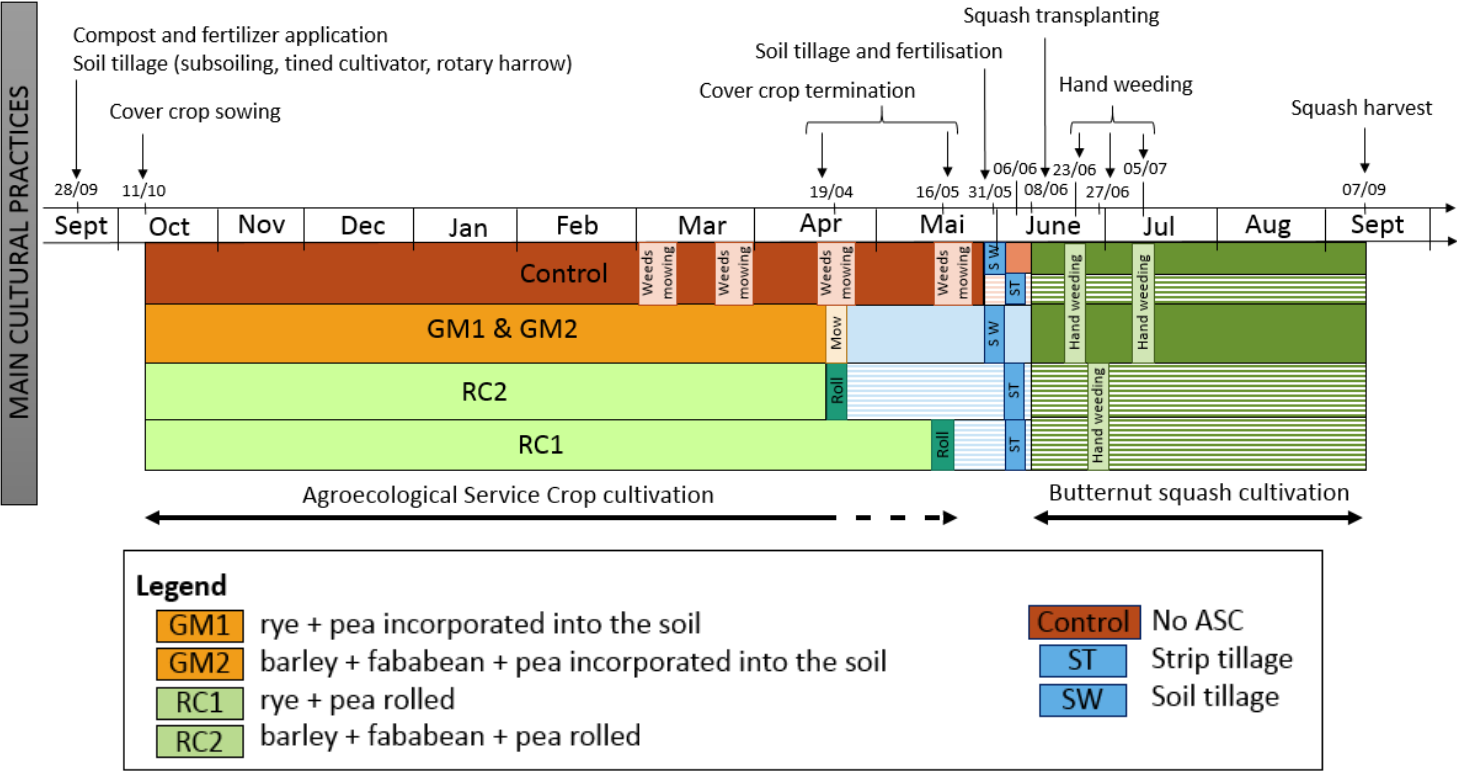 MAIN CULTURAL PRACTICES
Squash transplanting
Compost and fertilizer application
Soil tillage (subsoiling, tined cultivator, rotary harrow)
Soil tillage and fertilisation
Cover crop termination
Hand weeding
Cover crop sowing
Squash harvest
28/09
11/10
19/04
16/05
31/05
06/06
08/06
23/06
27/06
05/07
07/09
Sept
Oct
Nov
Dec
Jan
Feb
Mar
Apr
Mai
June
Jul
Aug
Sept
Control
Weeds
mowing
Weeds
mowing
Weeds
mowing
Weeds
mowing
SW
ST
Hand weeding
Hand weeding
GM1 & GM2
Mow
SW
RC2
Roll
ST
Hand weeding
RC1
Roll
ST
Agroecological Service Crop cultivation
Butternut squash cultivation
Legend
GM1 rye + pea incorporated into the soil
GM2 barley + fababean + pea incorporated into the soil
RC1 rye + pea rolled
RC2 barley + fababean + pea rolled
Control No ASC
ST Strip tillage
SW Soil tillage